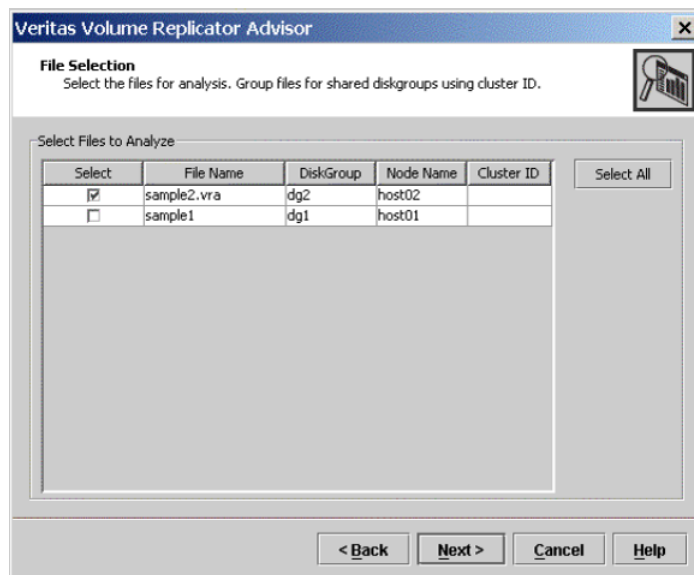 Veritas Volume Replicator Advisor
File Selection
Select the files for analysis. Group files for shared diskgroups using cluster ID.
Select Files to Analyze
Select File Name DiskGroup Node Name Cluster ID Select All
sample2.vra dg2 host02
sample1 dg1 host01
< Back Next > Cancel Help